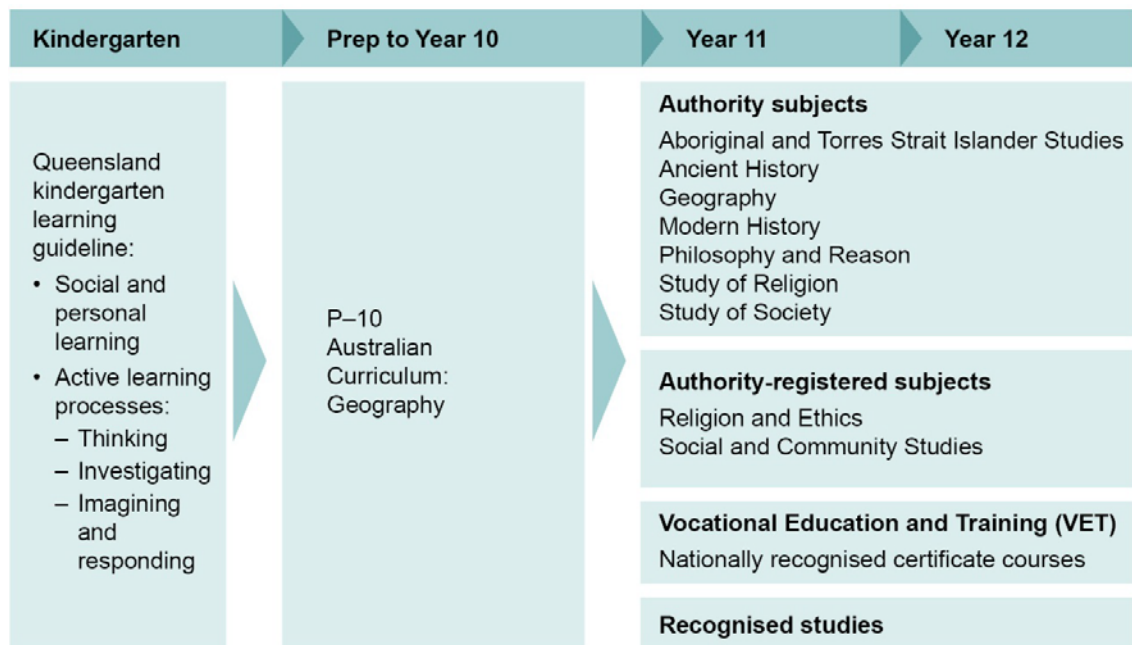 Kindergarten
Prep to Year 10
Year 11
Year 12
Queensland
kindergarten
learning
guideline:
• Social and
personal
learning
• Active learning
processes:
– Thinking
– Investigating
– Imagining
and
responding
P–10
Australian
Curriculum:
Geography
Authority subjects
Aboriginal and Torres Strait Islander Studies
Ancient History
Geography
Modern History
Philosophy and Reason
Study of Religion
Study of Society
Authority-registered subjects
Religion and Ethics
Social and Community Studies
Vocational Education and Training (VET)
Nationally recognised certificate courses
Recognised studies